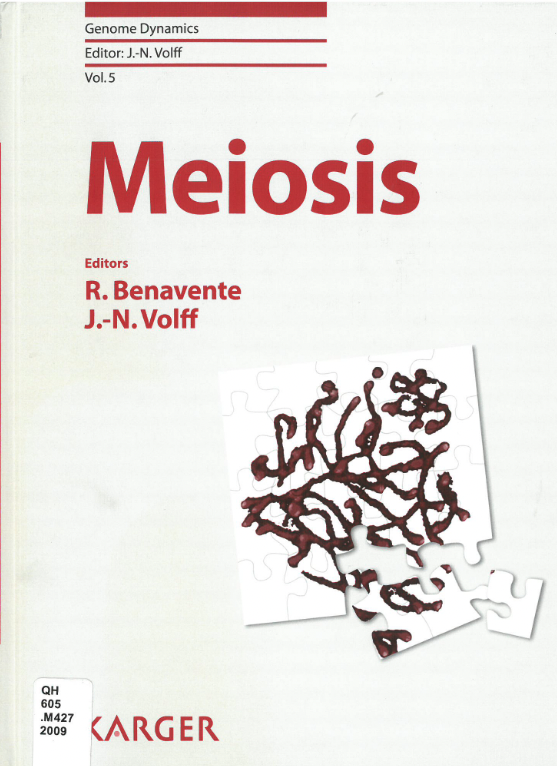 Genome Dynamics
Editor: J.-N. Volff
Vol. 5
Meiosis
Editors
R. Benavente
J.-N. Volff
QH
605
.M427
2009
KARGER